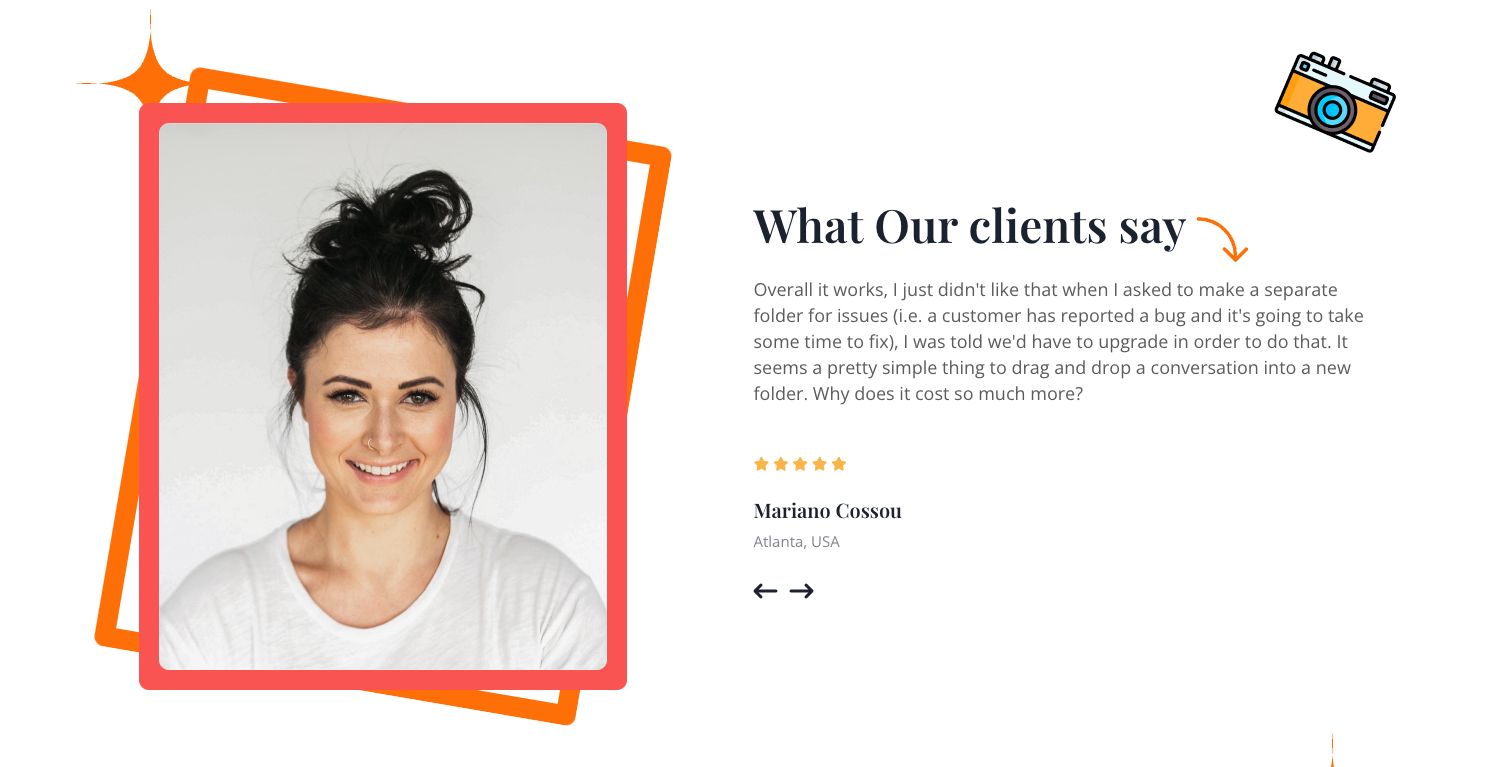 What Our clients say
Overall it works, I just didn't like that when I asked to make a separate
folder for issues (i.e. a customer has reported a bug and it's going to take
some time to fix), I was told we'd have to upgrade in order to do that. It
seems a pretty simple thing to drag and drop a conversation into a new
folder. Why does it cost so much more?
Mariano Cossou
Atlanta, USA